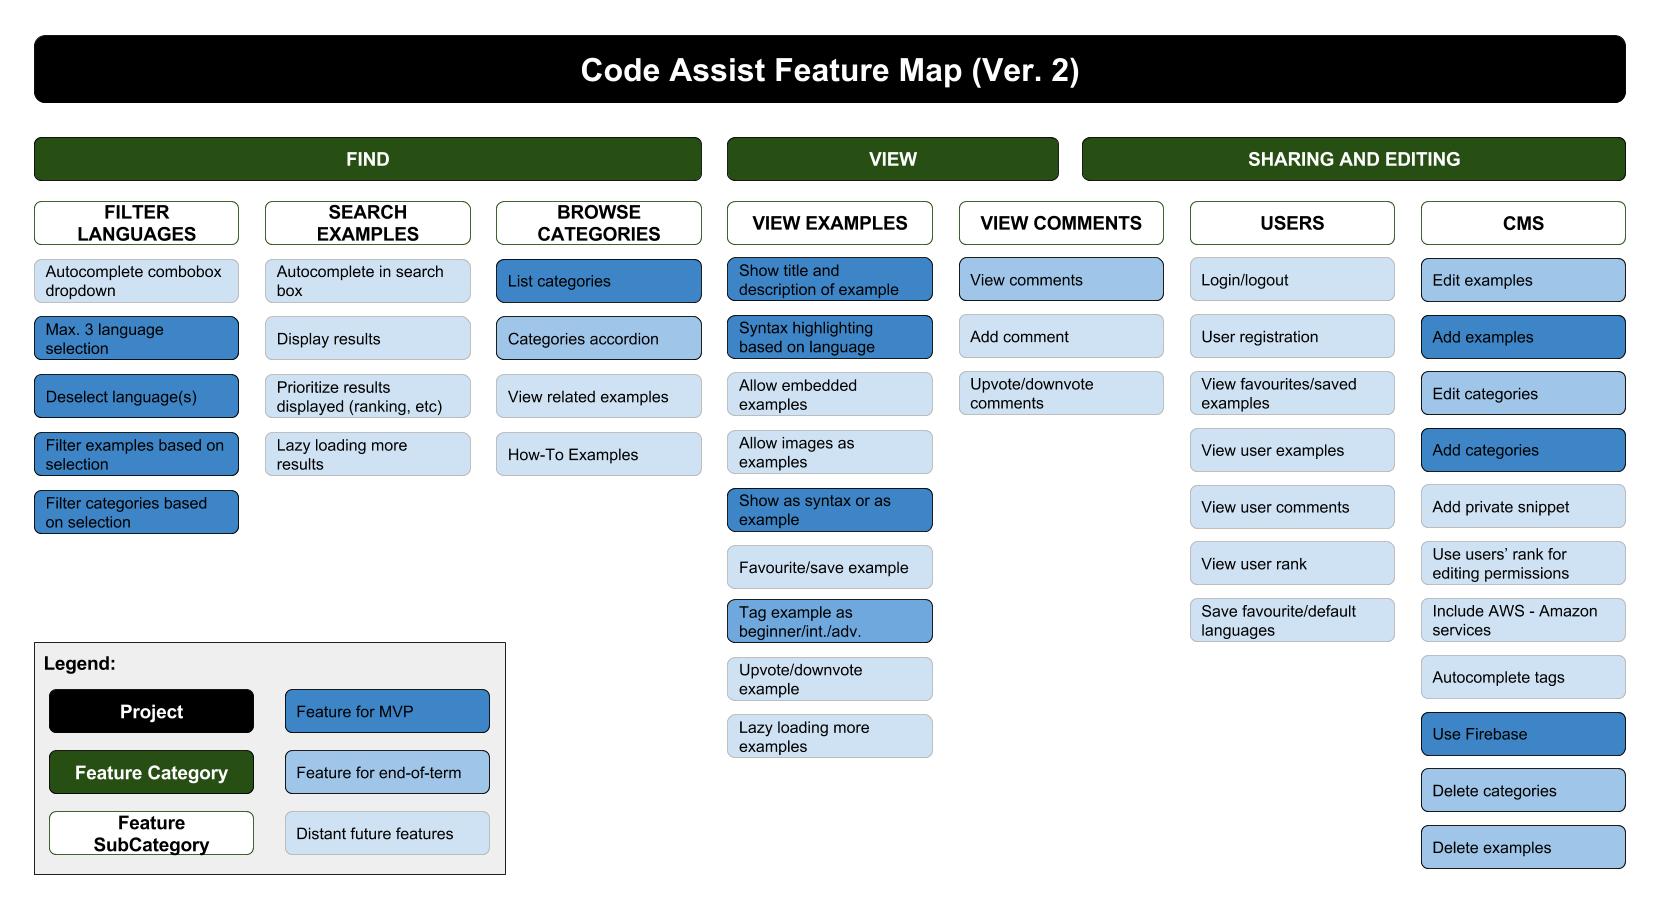 Code Assist Feature Map (Ver. 2)
FIND
VIEW
SHARING AND EDITING
FILTER
LANGUAGES
SEARCH
EXAMPLES
BROWSE
CATEGORIES
VIEW EXAMPLES
VIEW COMMENTS
USERS
CMS
Autocomplete combobox
dropdown
Max. 3 language
selection
Deselect language(s)
Filter examples based on
selection
Filter categories based
on selection
Autocomplete in search
box
Display results
Prioritize results
displayed (ranking, etc)
Lazy loading more
results
List categories
Categories accordion
View related examples
How-To Examples
Show title and
description of example
Syntax highlighting
based on language
Allow embedded
examples
Allow images as
examples
Show as syntax or as
example
Favourite/save example
Tag example as
beginner/int./adv.
Upvote/downvote
example
Lazy loading more
examples
View comments
Add comment
Upvote/downvote
comments
Login/logout
User registration
View favourites/saved
examples
View user examples
View user comments
View user rank
Save favourite/default
languages
Edit examples
Add examples
Edit categories
Add categories
Add private snippet
Use users’ rank for
editing permissions
Include AWS - Amazon
services
Autocomplete tags
Use Firebase
Delete categories
Delete examples
Legend:
Project
Feature for MVP
Feature Category
Feature for end-of-term
Feature
SubCategory
Distant future features